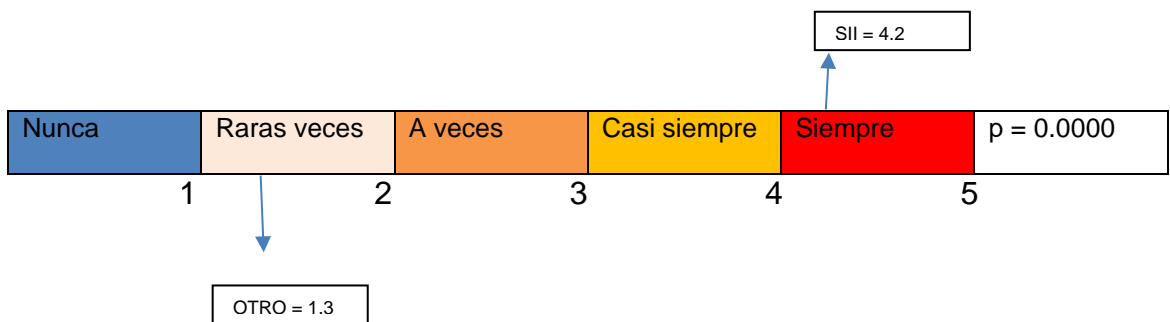 SII = 4.2
Nunca Raras veces A veces Casi siempre Siempre p = 0.0000
1 2 3 4 5
OTRO = 1.3